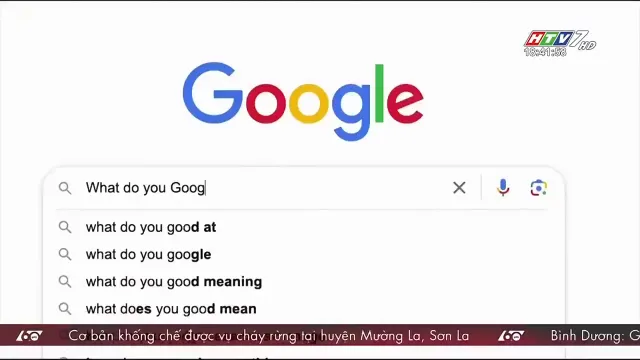 HTV7 HD
18:41:58
Google
What do you Goog
what do you good at
what do you google
what do you good meaning
what does you good mean
60 Cơ bản khống chế được vụ cháy rừng tại huyện Mường La, Sơn La 60 Bình Dương: G